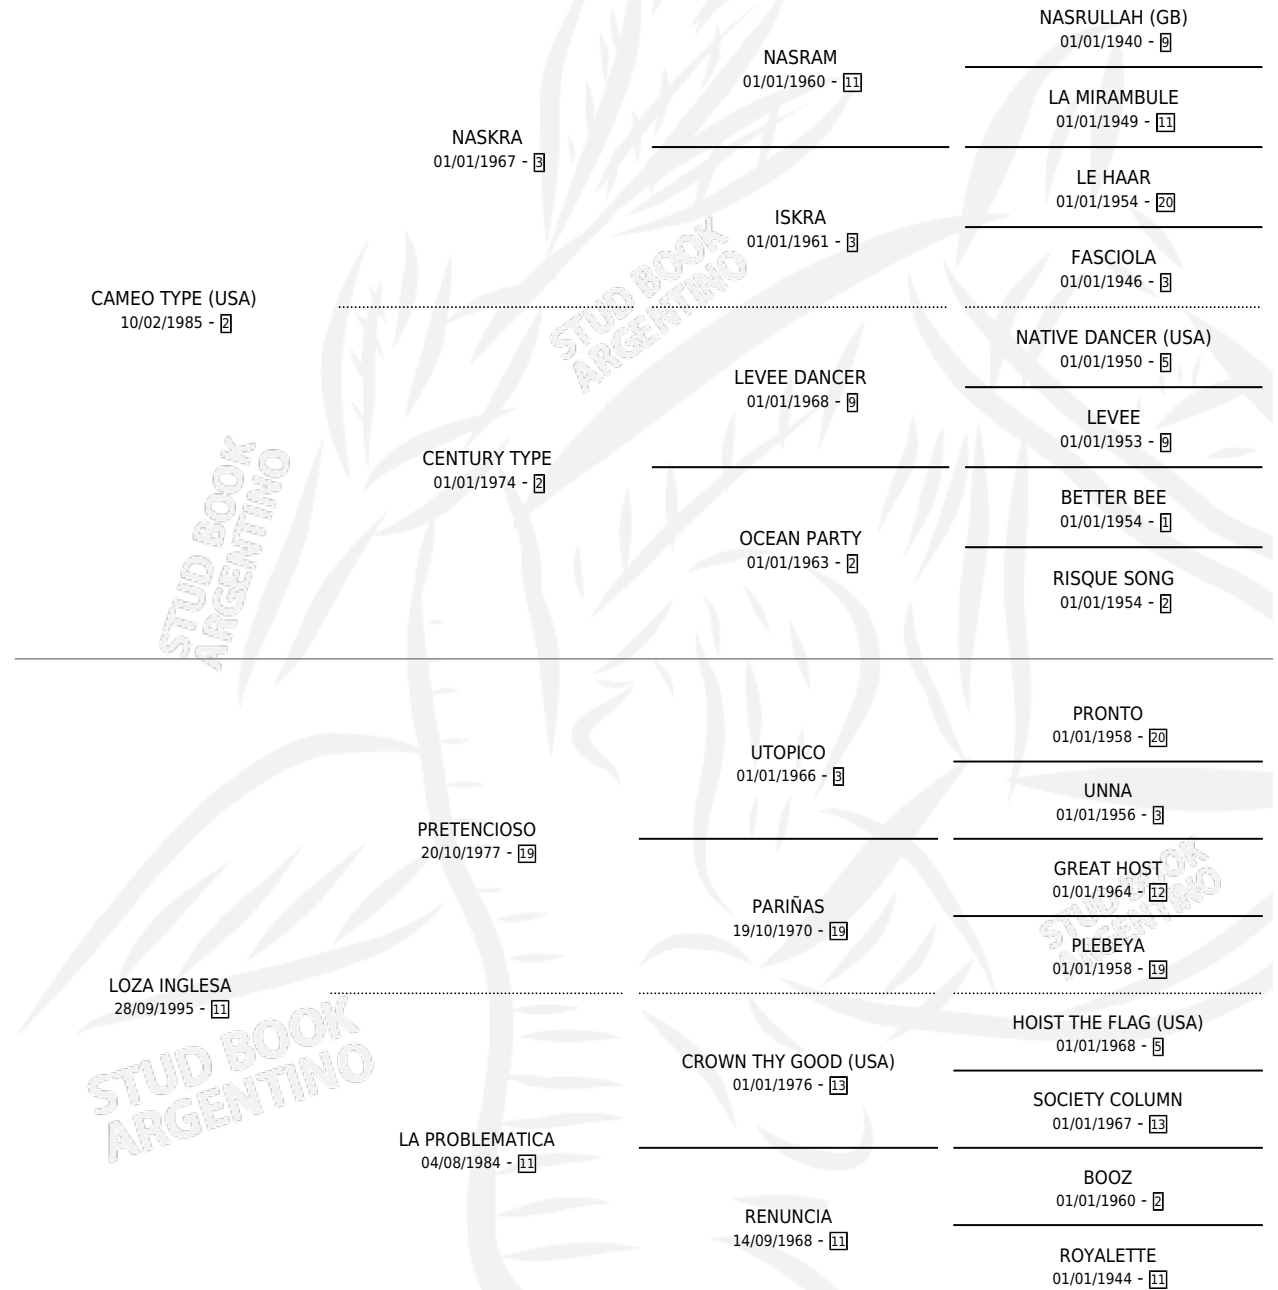 NASRULLAH (GB)
01/01/1940 - 9
NASRAM
01/01/1960 - 11
LA MIRAMBULE
01/01/1949 - 11
NASKRA
01/01/1967 - 3
LE HAAR
01/01/1954 - 20
ISKRA
01/01/1961 - 3
FASCIOLA
01/01/1946 - 3
CAMEO TYPE (USA)
10/02/1985 - 2
NATIVE DANCER (USA)
01/01/1950 - 5
LEVEE DANCER
01/01/1968 - 9
LEVEE
01/01/1953 - 9
CENTURY TYPE
01/01/1974 - 2
BETTER BEE
01/01/1954 - 1
OCEAN PARTY
01/01/1963 - 2
RISQUE SONG
01/01/1954 - 2
PRONTO
01/01/1958 - 20
UTOPICO
01/01/1966 - 3
UNNA
01/01/1956 - 3
PRETENCIOSO
20/10/1977 - 19
GREAT HOST
01/01/1964 - 12
PARIÑAS
19/10/1970 - 19
PLEBEYA
01/01/1958 - 19
LOZA INGLESA
28/09/1995 - 11
HOIST THE FLAG (USA)
01/01/1968 - 5
CROWN THY GOOD (USA)
01/01/1976 - 13
SOCIETY COLUMN
01/01/1967 - 13
LA PROBLEMATICA
04/08/1984 - 11
BOOZ
01/01/1960 - 2
RENUNCIA
14/09/1968 - 11
ROYALETTE
01/01/1944 - 11
STUD BOOK
ARGENTINO
STUD BOOK
ARGENTINO
STUD BOOK
ARGENTINO
STUD BOOK
ARGENTINO